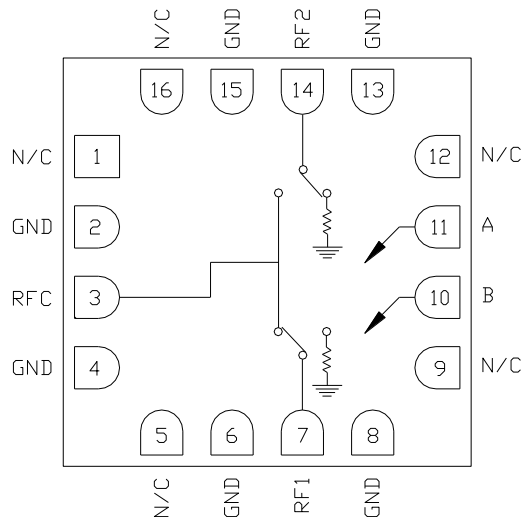 N/C GND RF2 GND
16 15 14 13
N/C 1 12 N/C
GND 2 11 A
RFC 3 10 B
GND 4 9 N/C
5 6 7 8
N/C GND RF1 GND